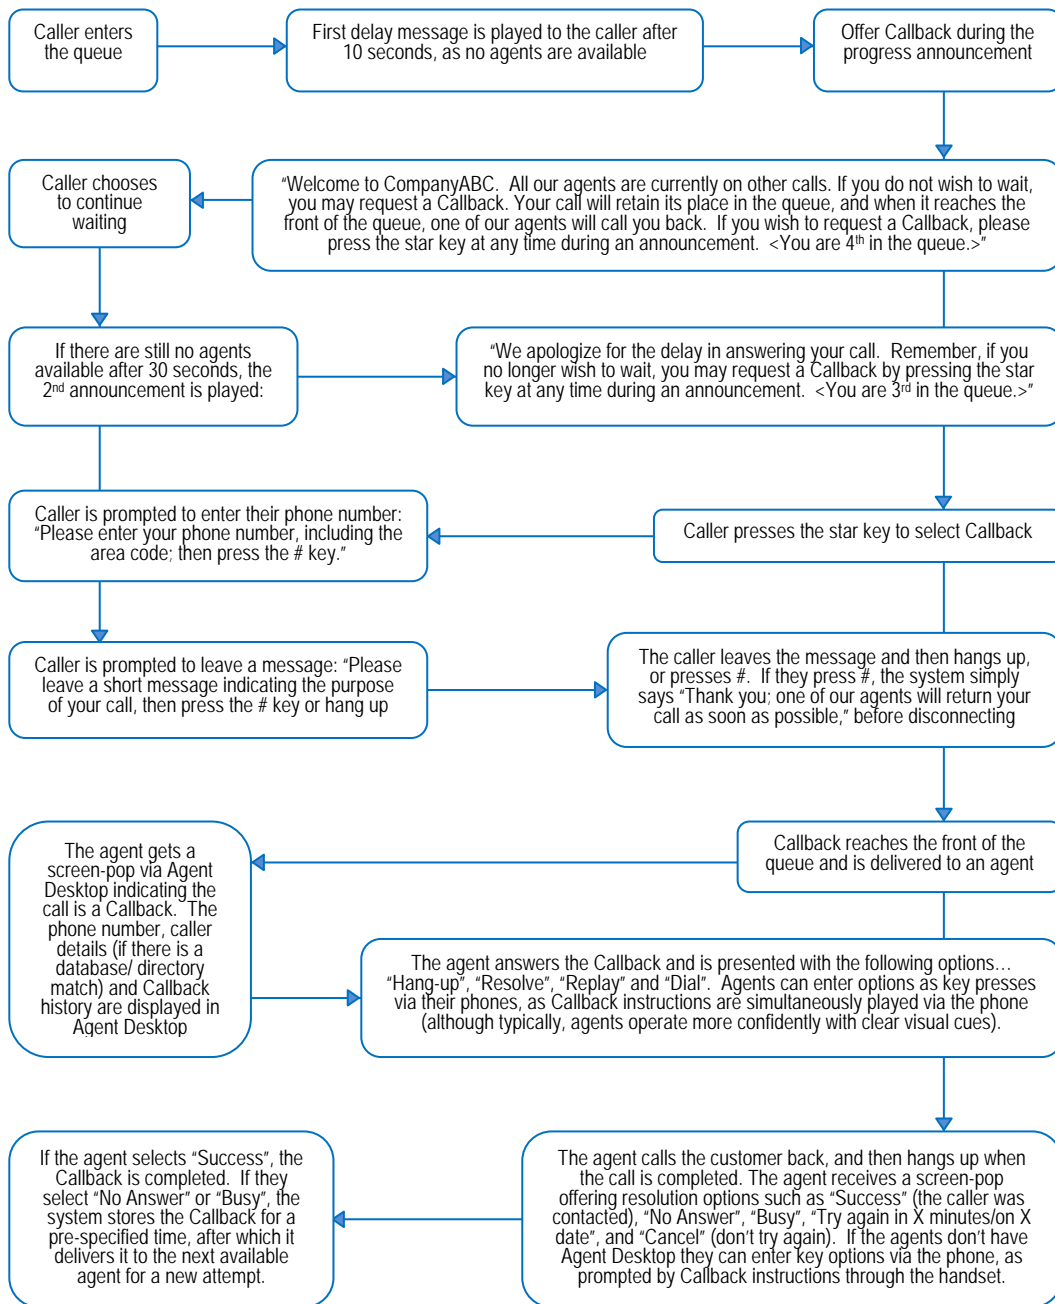 Caller enters
the queue
First delay message is played to the caller after
10 seconds, as no agents are available
Offer Callback during the
progress announcement
Caller chooses
to continue
waiting
“Welcome to CompanyABC.  All our agents are currently on other calls. If you do not wish to wait,
you may request a Callback. Your call will retain its place in the queue, and when it reaches the
front of the queue, one of our agents will call you back.  If you wish to request a Callback, please
press the star key at any time during an announcement.  <You are 4th in the queue.>”
If there are still no agents
available after 30 seconds, the
2nd announcement is played:
“We apologize for the delay in answering your call.  Remember, if you
no longer wish to wait, you may request a Callback by pressing the star
key at any time during an announcement.  <You are 3rd in the queue.>”
Caller is prompted to enter their phone number:
“Please enter your phone number, including the
area code; then press the # key.”
Caller presses the star key to select Callback
Caller is prompted to leave a message: “Please
leave a short message indicating the purpose
of your call, then press the # key or hang up
The caller leaves the message and then hangs up,
or presses #.  If they press #, the system simply
says “Thank you; one of our agents will return your
call as soon as possible,” before disconnecting
The agent gets a
screen-pop via Agent
Desktop indicating the
call is a Callback.  The
phone number, caller
details (if there is a
database/ directory
match) and Callback
history are displayed in
Agent Desktop
Callback reaches the front of the
queue and is delivered to an agent
The agent answers the Callback and is presented with the following options…
“Hang-up”, “Resolve”, “Replay” and “Dial”.  Agents can enter options as key presses
via their phones, as Callback instructions are simultaneously played via the phone
(although typically, agents operate more confidently with clear visual cues).
If the agent selects “Success”, the
Callback is completed.  If they
select “No Answer” or “Busy”, the
system stores the Callback for a
pre-specified time, after which it
delivers it to the next available
agent for a new attempt.
The agent calls the customer back, and then hangs up when
the call is completed. The agent receives a screen-pop
offering resolution options such as “Success” (the caller was
contacted), “No Answer”, “Busy”, “Try again in X minutes/on X
date”, and “Cancel” (don’t try again).  If the agents don’t have
Agent Desktop they can enter key options via the phone, as
prompted by Callback instructions through the handset.